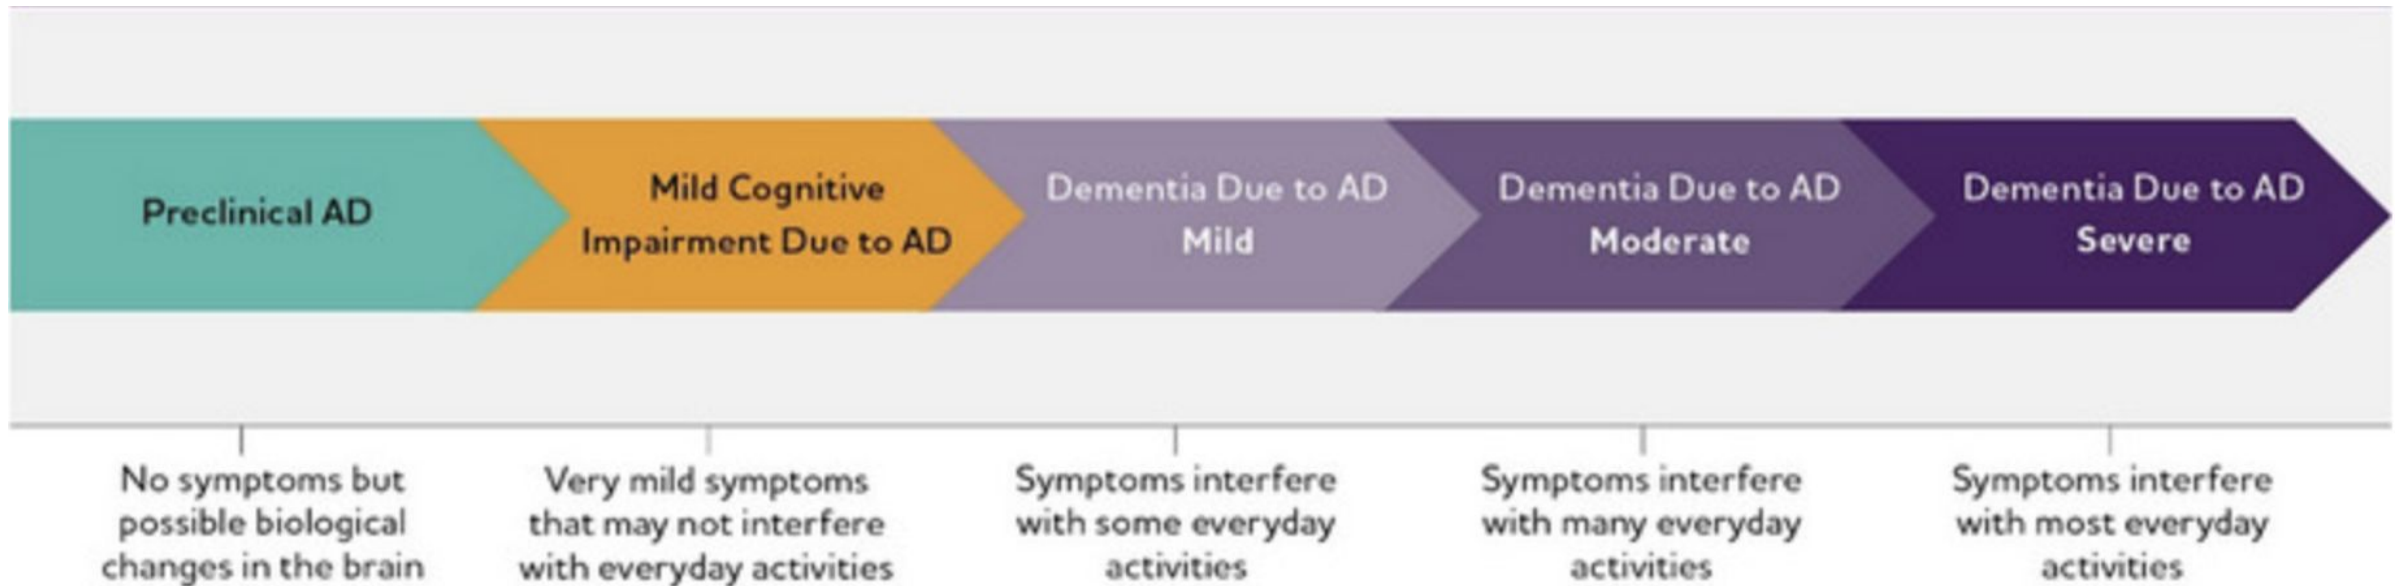 Preclinical AD
Mild Cognitive
Impairment Due to AD
Dementia Due to AD
Mild
Dementia Due to AD
Moderate
Dementia Due to AD
Severe
No symptoms but
possible biological
changes in the brain
Very mild symptoms
that may not interfere
with everyday activities
Symptoms interfere
with some everyday
activities
Symptoms interfere
with many everyday
activities
Symptoms interfere
with most everyday
activities